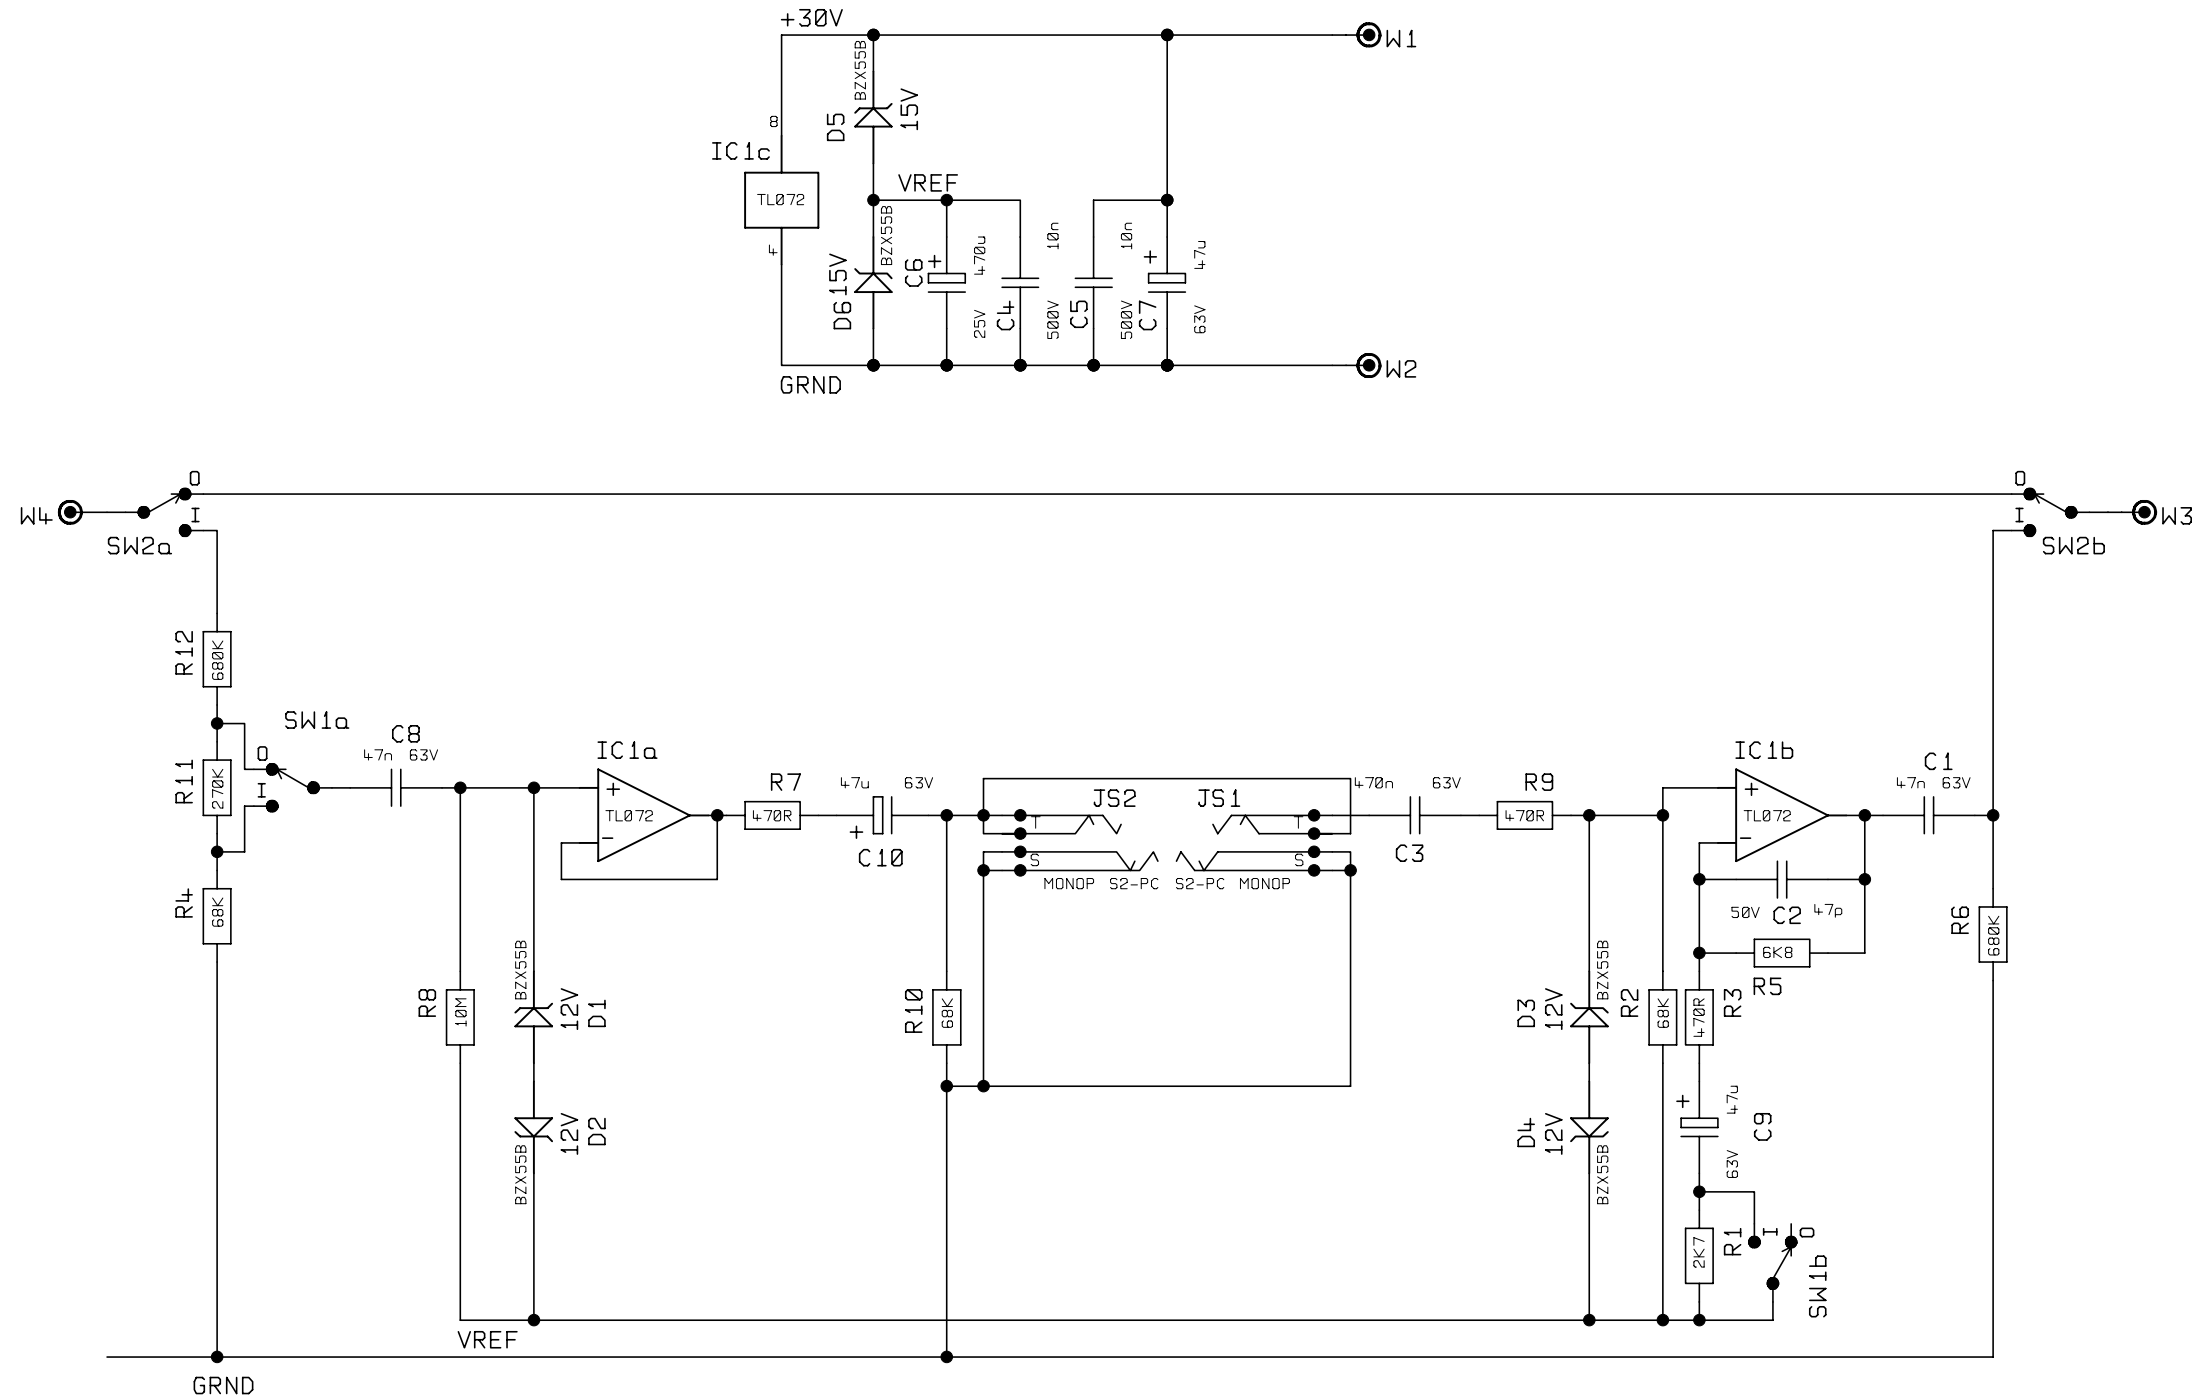 +30V
W1
BZX55B
15V
D5
8
IC1c
TL072
4
VREF
BZX55B
15V
D6
C6
+
470u
25V
C4
10n
500V
C5
10n
500V
C7
+
47u
63V
W2
GRND
W4
O
I
SW2a
O
I
SW2b
W3
R12
680K
SW1a
O
I
R11
270K
R4
68K
C8
47n 63V
IC1a
+
TL072
-
R7
470R
47u 63V
+
C10
JS2
JS1
T
T
S
S
MONOP S2-PC
S2-PC MONOP
470n 63V
C3
R9
470R
IC1b
+
TL072
-
C1
47n 63V
50V C2 47p
6K8
R5
R6
680K
R8
10M
BZX55B
12V
D1
12V
D2
BZX55B
R10
68K
BZX55B
D3
12V
D4
12V
BZX55B
R2
68K
470R
R3
+
47u
C9
63V
2K7
R1
I
O
SW1b
VREF
GRND